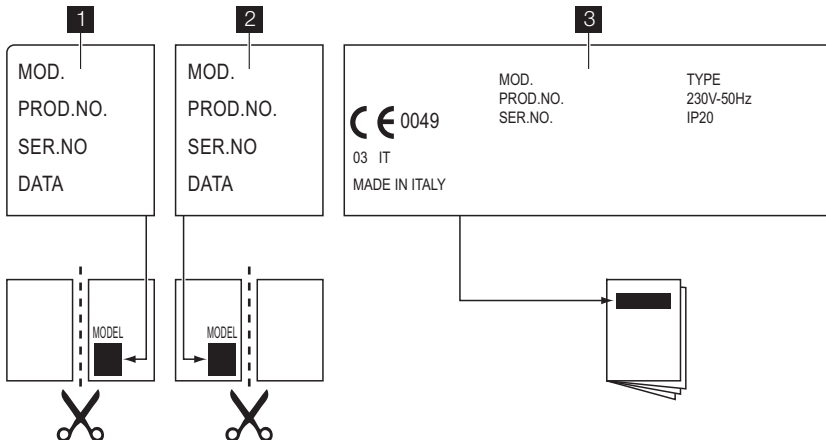 1
MOD.
PROD.NO.
SER.NO
DATA
2
MOD.
PROD.NO.
SER.NO
DATA
3
CE 0049
03 IT
MADE IN ITALY
MOD.
PROD.NO.
SER.NO.
TYPE
230V-50Hz
IP20
MODEL
MODEL